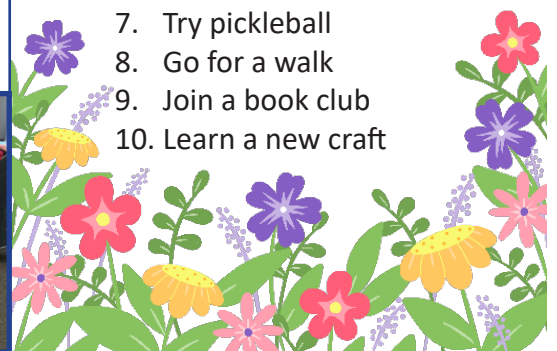 7. Try pickleball
8. Go for a walk
9. Join a book club
10. Learn a new craft